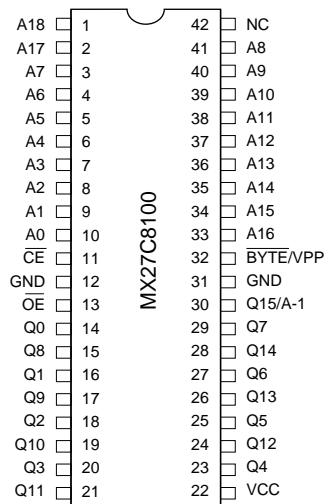 A18 1 42 NC
A17 2 41 A8
A7 3 40 A9
A6 4 39 A10
A5 5 38 A11
A4 6 37 A12
A3 7 36 A13
A2 8 35 A14
A1 9 34 A15
A0 10 33 A16
CE 11 32 BYTE/VPP
GND 12 31 GND
OE 13 30 Q15/A-1
Q0 14 29 Q7
Q8 15 28 Q14
Q1 16 27 Q6
Q9 17 26 Q13
Q2 18 25 Q5
Q10 19 24 Q12
Q3 20 23 Q4
Q11 21 22 VCC
MX27C8100